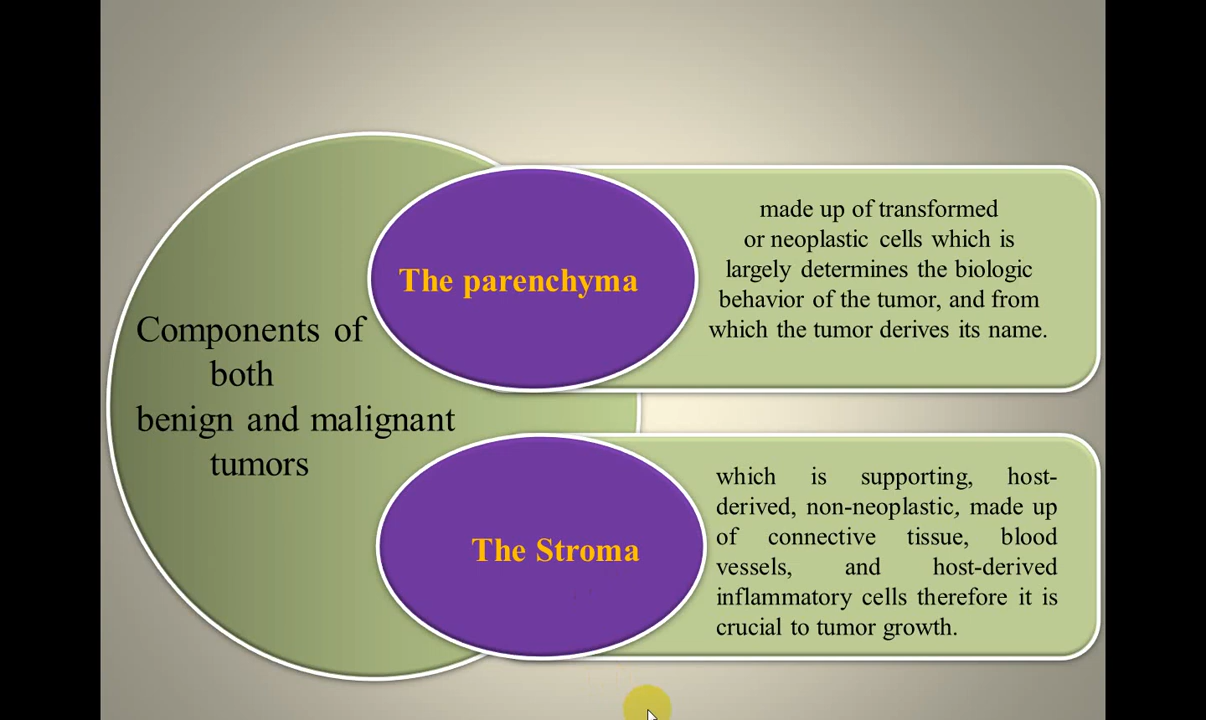 Components of
both
benign and malignant
tumors
The parenchyma
made up of transformed
or neoplastic cells which is
largely determines the biologic
behavior of the tumor, and from
which the tumor derives its name.
The Stroma
which is supporting, host-
derived, non-neoplastic, made up
of connective tissue, blood
vessels, and host-derived
inflammatory cells therefore it is
crucial to tumor growth.